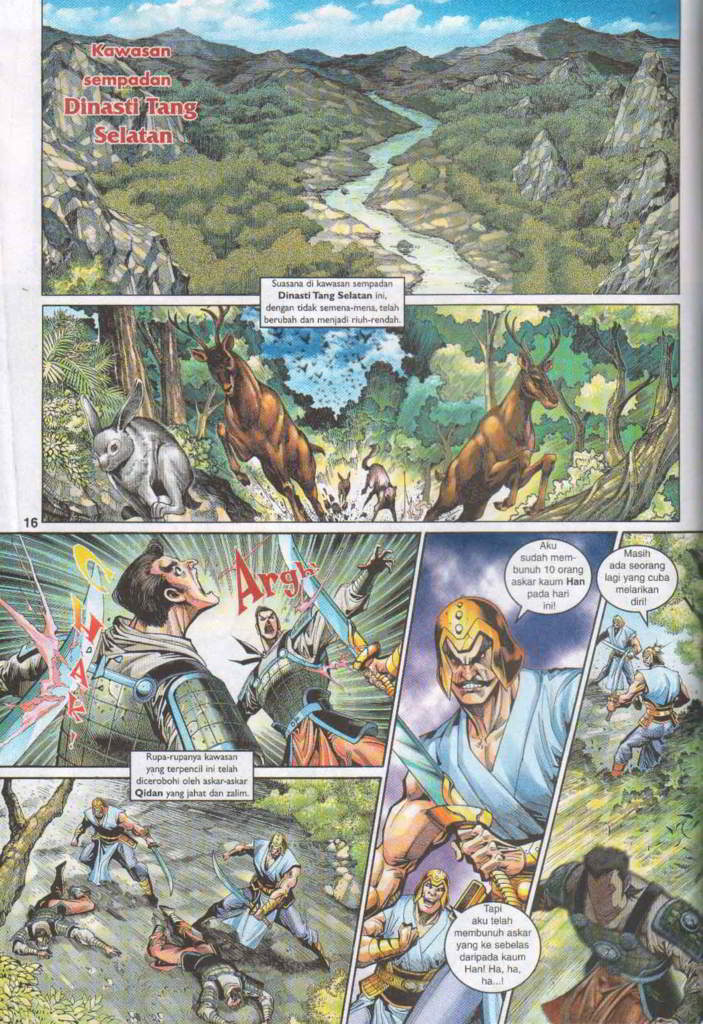 Kawasan
sempadan
Dinasti Tang
Selatan
Suasana di kawasan sempadan
Dinasti Tang Selatan ini,
dengan tidak semena-mena, telah
berubah dan menjadi riuh-rendah.
16
Argh
HAAK!
Rupa-rupanya kawasan
yang terpencil ini telah
dicerobohi oleh askar-askar
Qidan yang jahat dan zalim.
Aku
sudah mem-
bunuh 10 orang
askar kaum Han
pada hari
ini!
Masih
ada seorang
lagi yang cuba
melarikan
diri!
Tapi
aku telah
membunuh askar
yang ke sebelas
daripada kaum
Han! Ha, ha,
ha...!